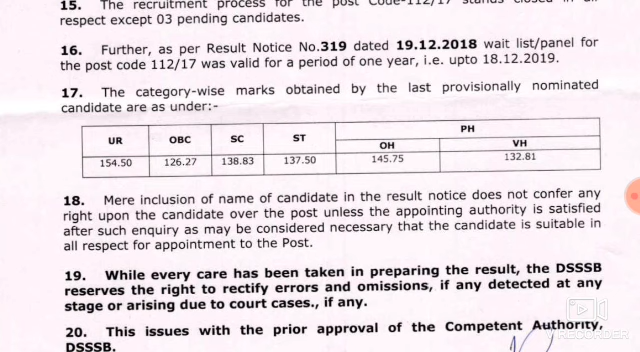 15. The recruitment process for the post Code-112/17 stands closed in all
respect except 03 pending candidates.
16. Further, as per Result Notice No.319 dated 19.12.2018 wait list/panel for
the post code 112/17 was valid for a period of one year, i.e. upto 18.12.2019.
17. The category-wise marks obtained by the last provisionally nominated
candidate are as under:-
UR OBC SC ST PH
OH VH
154.50 126.27 138.83 137.50 145.75 132.81
18. Mere inclusion of name of candidate in the result notice does not confer any
right upon the candidate over the post unless the appointing authority is satisfied
after such enquiry as may be considered necessary that the candidate is suitable in
all respect for appointment to the Post.
19. While every care has been taken in preparing the result, the DSSSB
reserves the right to rectify errors and omissions, if any detected at any
stage or arising due to court cases., if any.
20. This issues with the prior approval of the Competent Authority,
DSSSB.
RECORDER